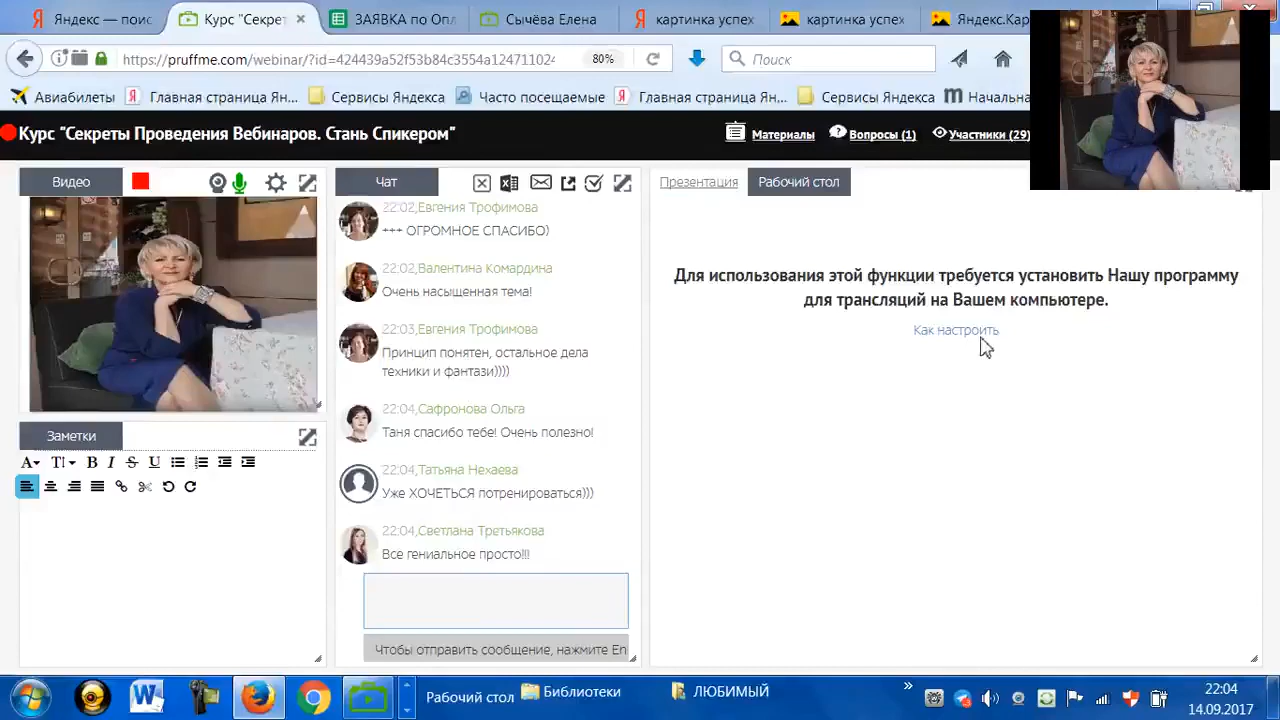 Яндекс — поис
Курс "Секрет
ЗАЯВКА по Опл
Сычева Елена
картинка успех
картинка успех
Яндекс.Кар
https://pruffme.com/webinar/?id=424439a52f53b84c3554a12471102
80%
Поиск
Авиабилеты
Главная страница Ян...
Сервисы Яндекса
Часто посещаемые
Главная страница Ян...
Сервисы Яндекса
Начальна
Курс "Секреты Проведения Вебинаров. Стань Спикером"
Материалы
Вопросы (1)
Участники (29)
Видео
Чат
Презентация
Рабочий стол
22:02,Евгения Трофимова
+++ ОГРОМНОЕ СПАСИБО)
22:02,Валентина Комардина
Очень насыщенная тема!
22:03,Евгения Трофимова
Принцип понятен, остальное дела
техники и фантази))))
22:04,Сафронова Ольга
Таня спасибо тебе! Очень полезно!
22:04,Татьяна Нехаева
Уже ХОЧЕТЬСЯ потренироваться)))
22:04,Светлана Третьякова
Все гениальное просто!!!
Чтобы отправить сообщение, нажмите En
Для использования этой функции требуется установить Нашу программу
для трансляций на Вашем компьютере.
Как настроить
Заметки
Рабочий стол
Библиотеки
ЛЮБИМЫЙ
22:04
14.09.2017